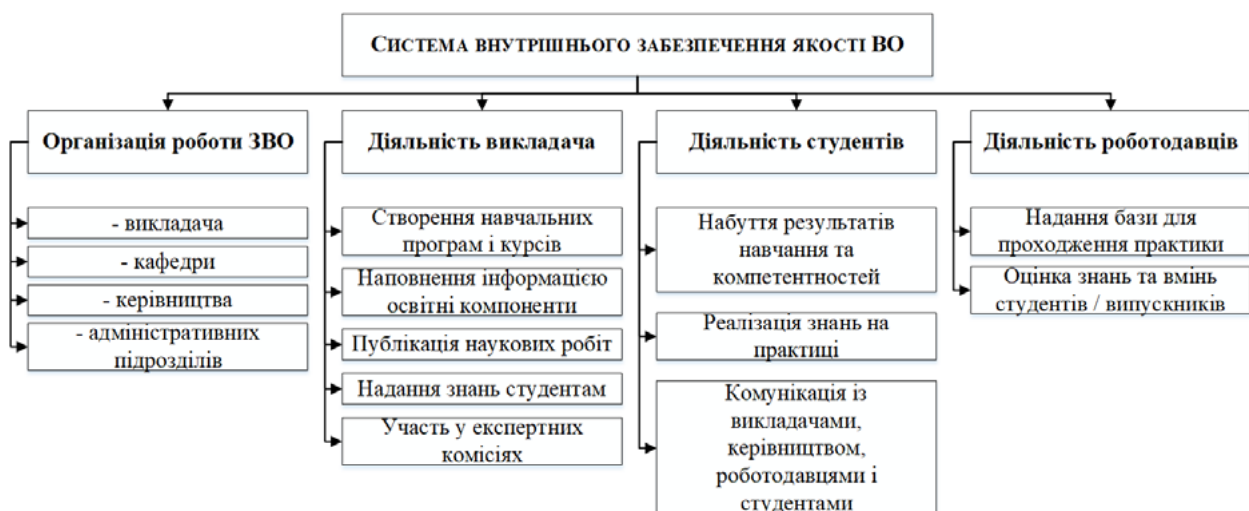 СИСТЕМА ВНУТРІШНЬОГО ЗАБЕЗПЕЧЕННЯ ЯКОСТІ ВО
Організація роботи ЗВО
- викладача
- кафедри
- керівництва
- адміністративних
підрозділів
Діяльність викладача
Створення навчальних
програм і курсів
Наповнення інформацією
освітні компоненти
Публікація наукових робіт
Надання знань студентам
Участь у експертних
комісіях
Діяльність студентів
Набуття результатів
навчання та
компетентностей
Реалізація знань на
практиці
Комунікація із
викладачами,
керівництвом,
роботодавцями і
студентами
Діяльність роботодавців
Надання бази для
проходження практики
Оцінка знань та вмінь
студентів / випускників